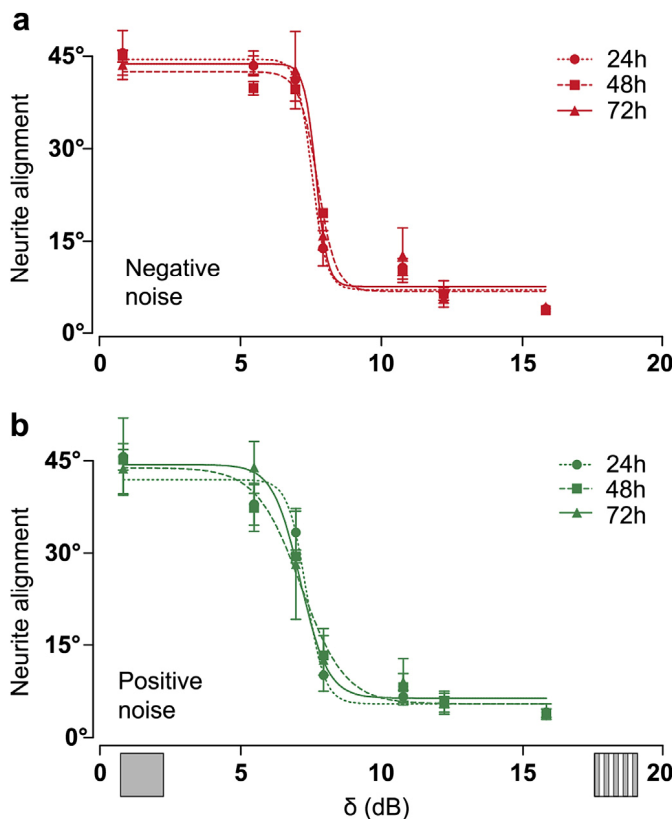 a
45°
30°
15°
0°
Neurite alignment
24h
48h
72h
Negative
noise
0 5 10 15 20
b
45°
30°
15°
0°
Neurite alignment
24h
48h
72h
Positive
noise
0 5 10 15 20
δ (dB)